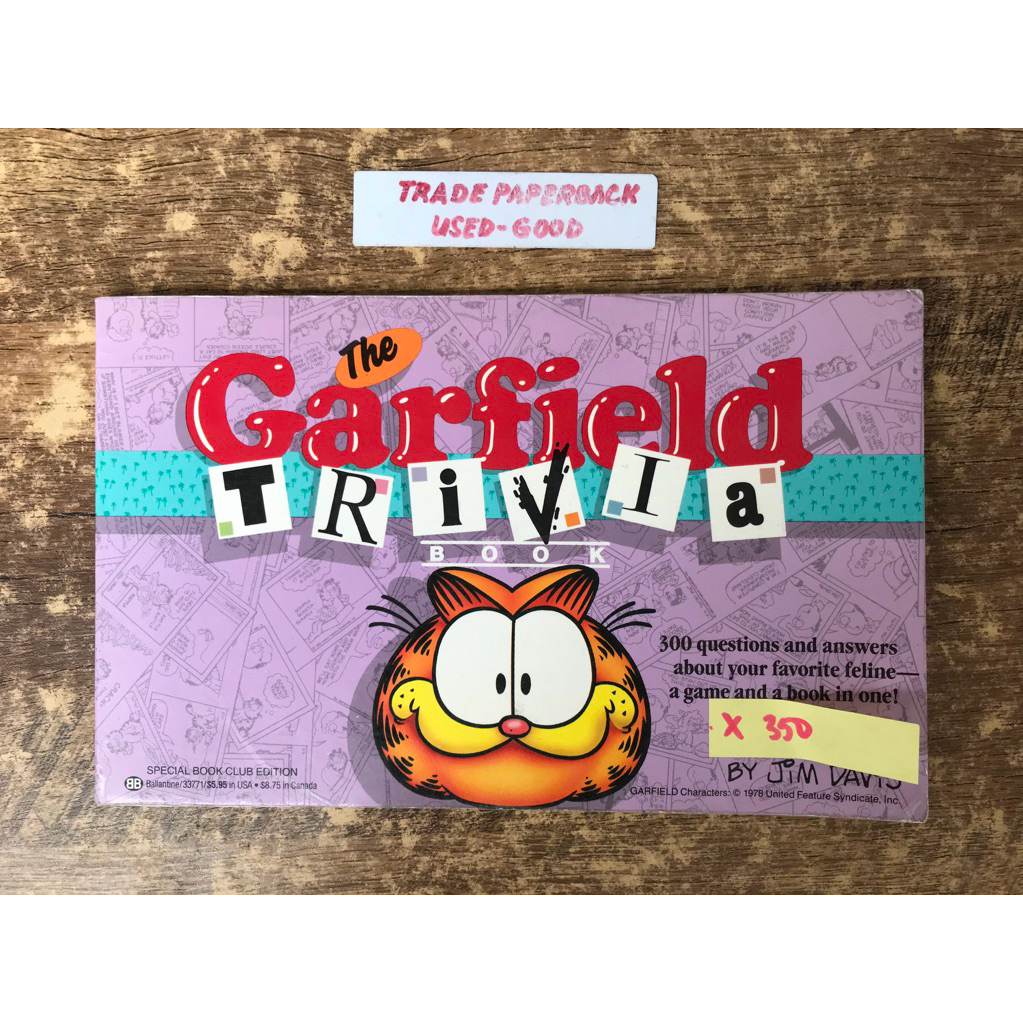 TRADE PAPERBACK
USED-GOOD
The
Garfield
TRiVIa
BOOK
300 questions and answers
about your favorite feline—
a game and a book in one!
X 350
BY JiM DAVIS
SPECIAL BOOK CLUB EDITION
BB Ballantine/33771/$5.95 in USA • $8.75 in Canada
GARFIELD Characters: © 1978 United Feature Syndicate, Inc.